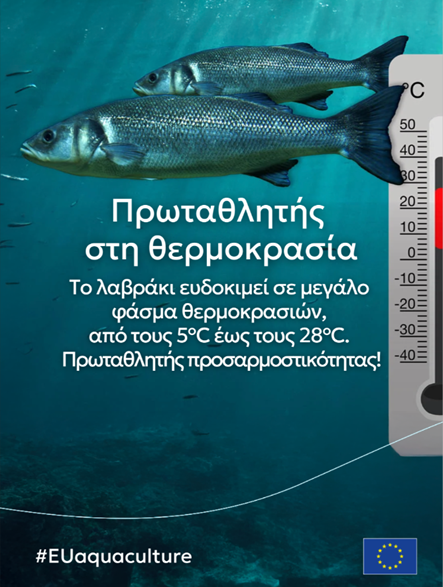 Πρωταθλητής
στη θερμοκρασία
Το λαβράκι ευδοκιμεί σε μεγάλο
φάσμα θερμοκρασιών,
από τους 5°C έως τους 28°C.
Πρωταθλητής προσαρμοστικότητας!
°C
50
40
30
20
10
0
-10
-20
-30
-40
#EUaquaculture